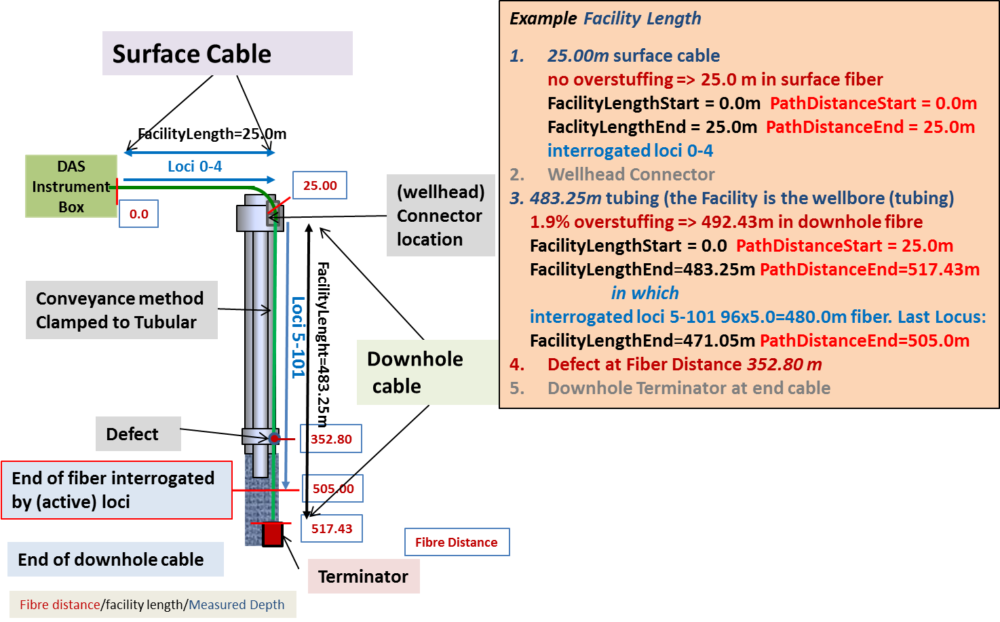 Surface Cable
FacilityLength=25.0m
Loci 0-4
DAS
Instrument
Box
0.0
25.00
(wellhead)
Connector
location
Conveyance method
Clamped to Tubular
Loci 5-101
FacilityLenght=483.25m
Downhole
cable
Defect
352.80
End of fiber interrogated
by (active) loci
505.00
517.43
Fibre Distance
End of downhole cable
Terminator
Fibre distance/facility length/Measured Depth
Example Facility Length
1. 25.00m surface cable
no overstuffing => 25.0 m in surface fiber
FacilityLengthStart = 0.0m PathDistanceStart = 0.0m
FaclityLengthEnd = 25.0m PathDistanceEnd = 25.0m
interrogated loci 0-4
2. Wellhead Connector
3. 483.25m tubing (the Facility is the wellbore (tubing)
1.9% overstuffing => 492.43m in downhole fibre
FacilityLengthStart = 0.0 PathDistanceStart = 25.0m
FacilityLengthEnd=483.25m PathDistanceEnd=517.43m
in which
interrogated loci 5-101 96x5.0=480.0m fiber. Last Locus:
FacilityLengthEnd=471.05m PathDistanceEnd=505.0m
4. Defect at Fiber Distance 352.80 m
5. Downhole Terminator at end cable